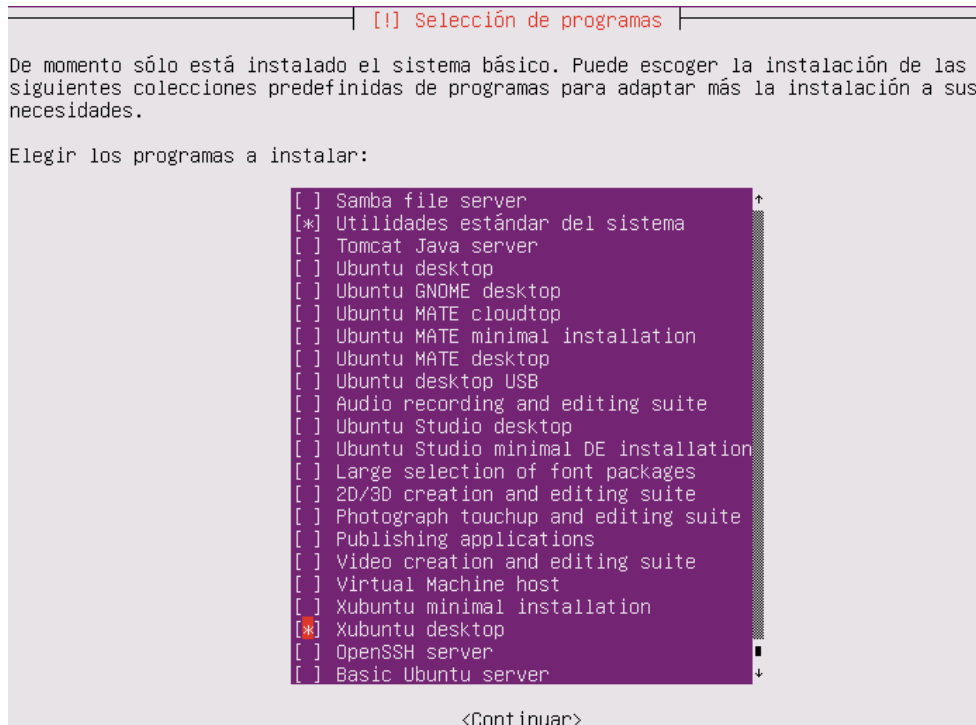 [!] Selección de programas
De momento sólo está instalado el sistema básico. Puede escoger la instalación de las
siguientes colecciones predefinidas de programas para adaptar más la instalación a sus
necesidades.
Elegir los programas a instalar:
[ ] Samba file server
[*] Utilidades estándar del sistema
[ ] Tomcat Java server
[ ] Ubuntu desktop
[ ] Ubuntu GNOME desktop
[ ] Ubuntu MATE cloudtop
[ ] Ubuntu MATE minimal installation
[ ] Ubuntu MATE desktop
[ ] Ubuntu desktop USB
[ ] Audio recording and editing suite
[ ] Ubuntu Studio desktop
[ ] Ubuntu Studio minimal DE installation
[ ] Large selection of font packages
[ ] 2D/3D creation and editing suite
[ ] Photograph touchup and editing suite
[ ] Publishing applications
[ ] Video creation and editing suite
[ ] Virtual Machine host
[ ] Xubuntu minimal installation
[*] Xubuntu desktop
[ ] OpenSSH server
[ ] Basic Ubuntu server
<Continuar>